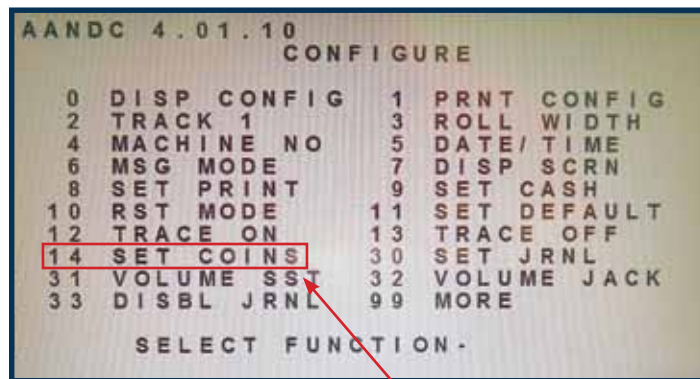 AANDC 4.01.10
CONFIGURE
0 DISP CONFIG 1 PRNT CONFIG
2 TRACK 1 3 ROLL WIDTH
4 MACHINE NO 5 DATE/TIME
6 MSG MODE 7 DISP SCRN
8 SET PRINT 9 SET CASH
10 RST MODE 11 SET DEFAULT
12 TRACE ON 13 TRACE OFF
14 SET COINS 30 SET JRNL
31 VOLUME SST 32 VOLUME JACK
33 DISBL JRNL 99 MORE
SELECT FUNCTION-